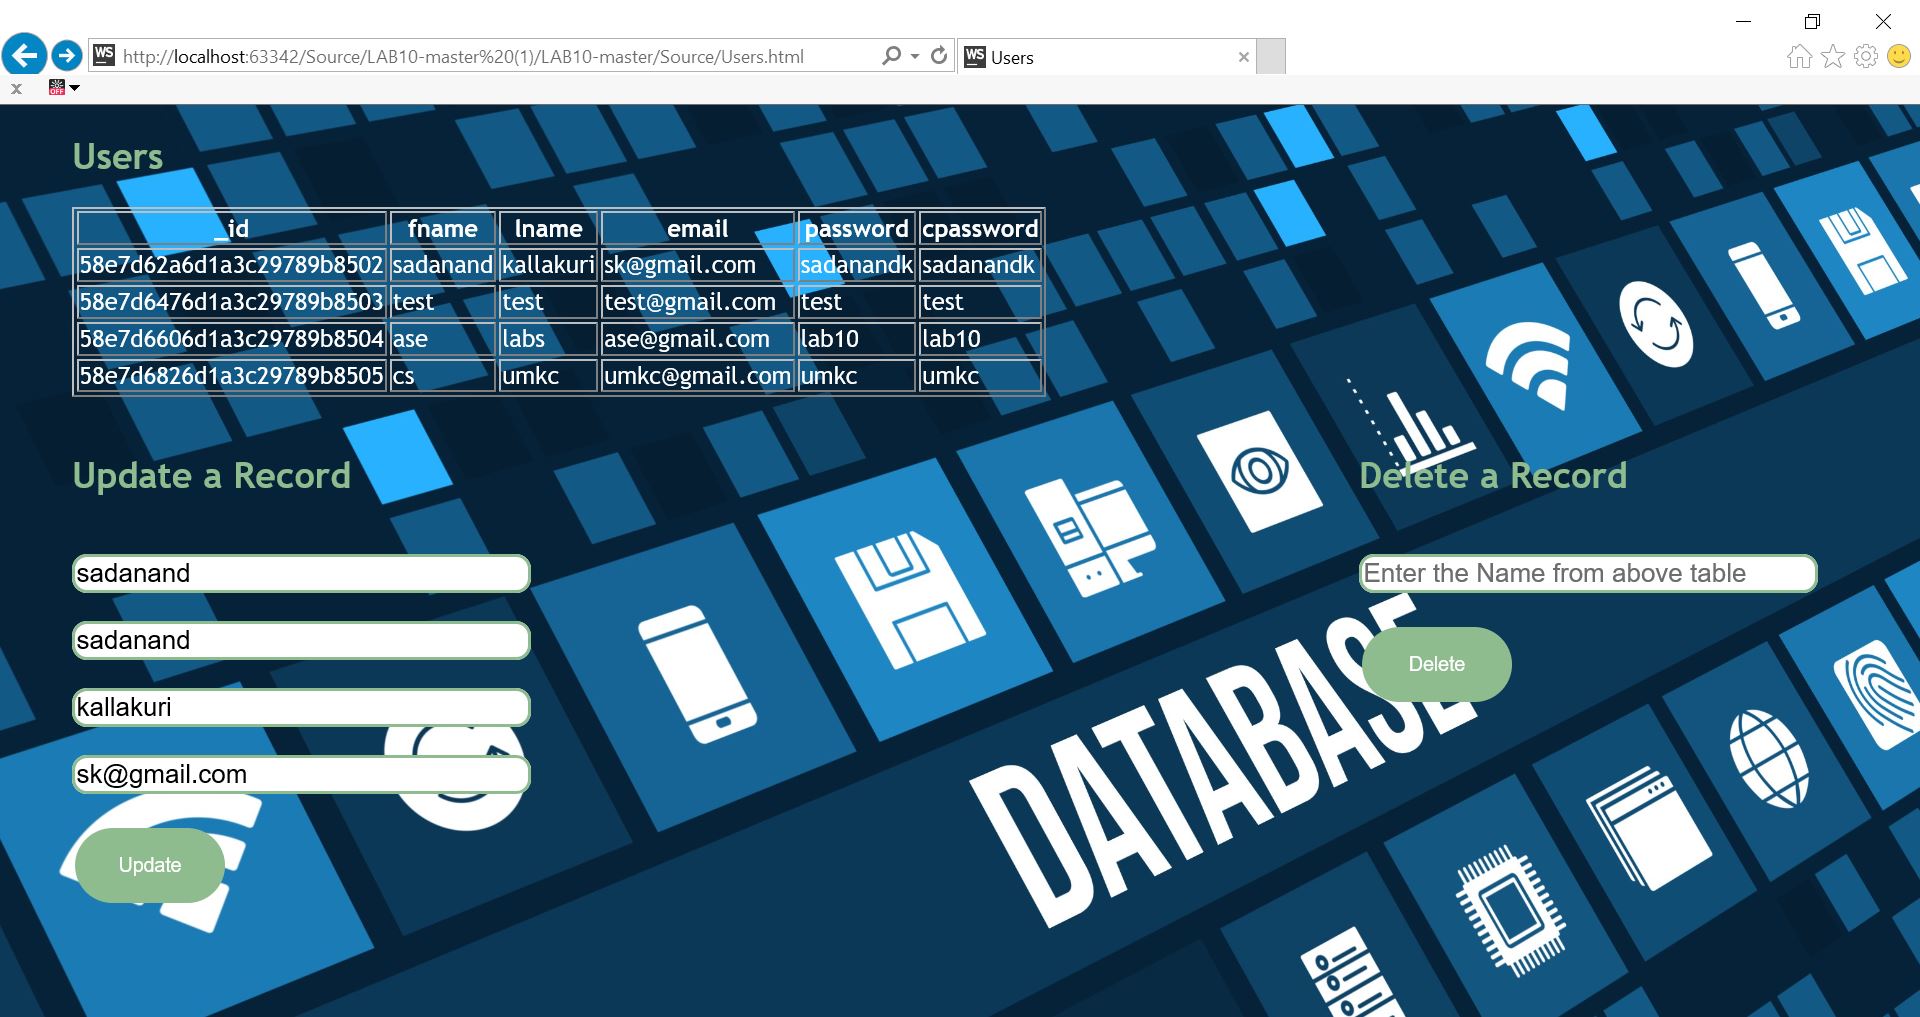 WS http://localhost:63342/Source/LAB10-master%20(1)/LAB10-master/Source/Users.html
WS Users
OFF
Users
_id fname lname email password cpassword
58e7d62a6d1a3c29789b8502 sadanand kallakuri sk@gmail.com sadanandk sadanandk
58e7d6476d1a3c29789b8503 test test test@gmail.com test test
58e7d6606d1a3c29789b8504 ase labs ase@gmail.com lab10 lab10
58e7d6826d1a3c29789b8505 cs umkc umkc@gmail.com umkc umkc
Update a Record
sadanand
sadanand
kallakuri
sk@gmail.com
Update
Delete a Record
Enter the Name from above table
Delete
DATABASE